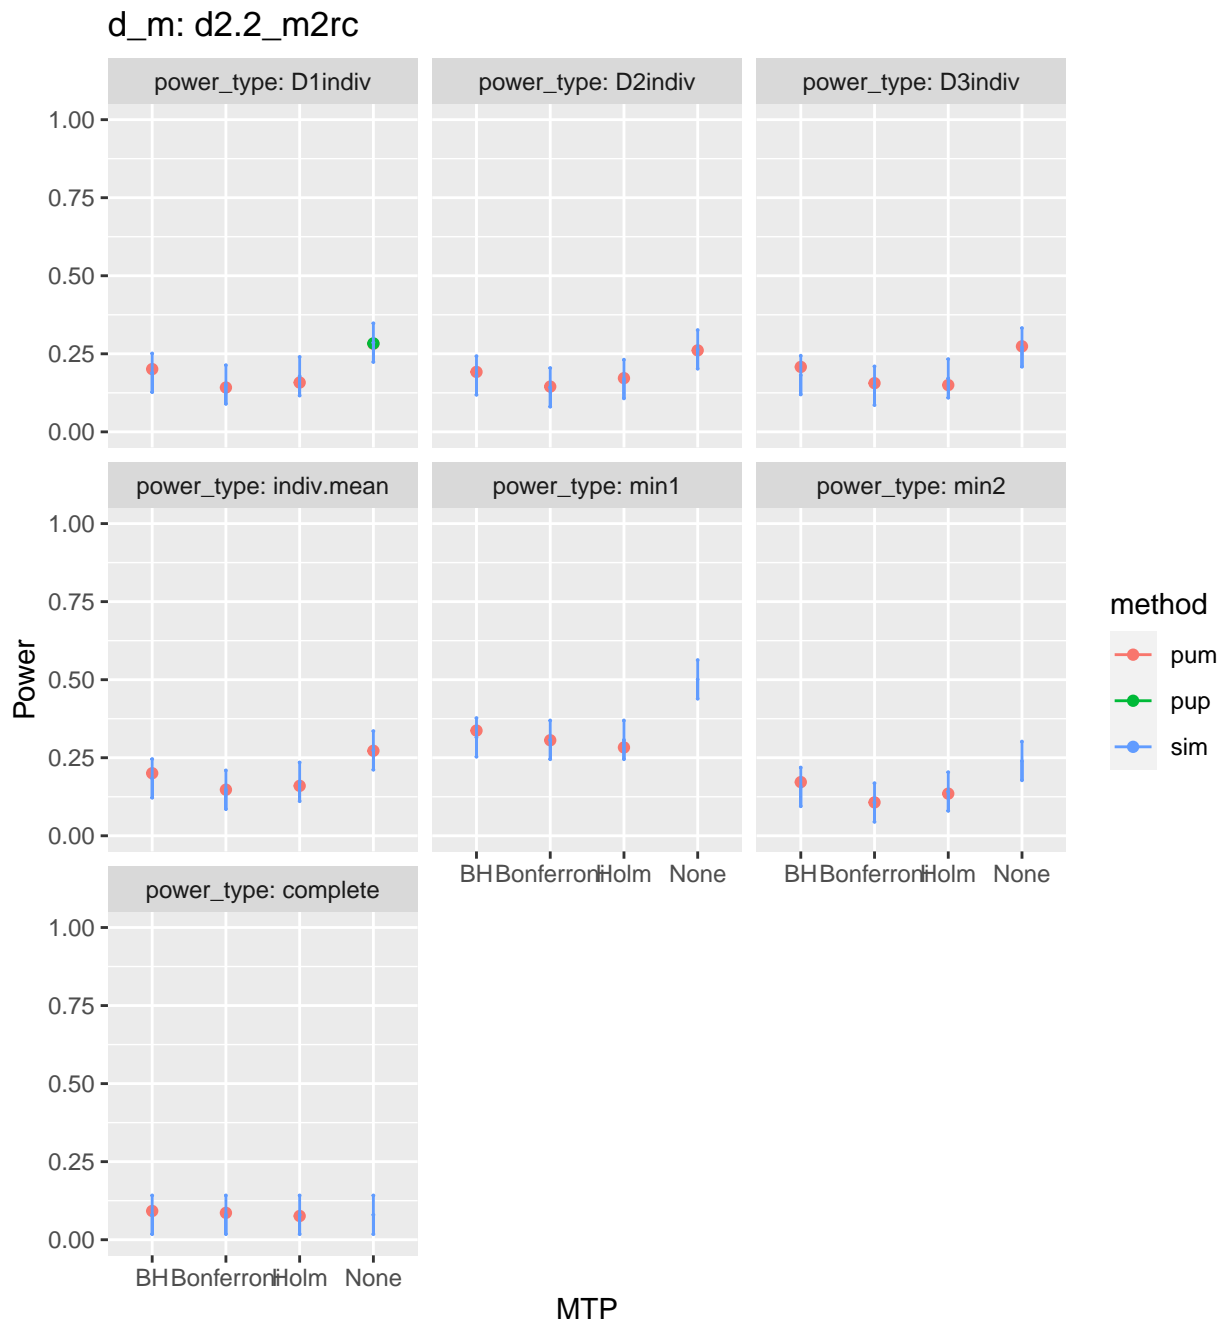 d_m: d2.2_m2rc
power_type: D1indiv
power_type: D2indiv
power_type: D3indiv
1.00
0.75
0.50
0.25
0.00
power_type: indiv.mean
power_type: min1
power_type: min2
1.00
0.75
0.50
0.25
0.00
BH Bonferroni Holm None
BH Bonferroni Holm None
power_type: complete
1.00
0.75
0.50
0.25
0.00
BH Bonferroni Holm None
MTP
Power
method
pum
pup
sim